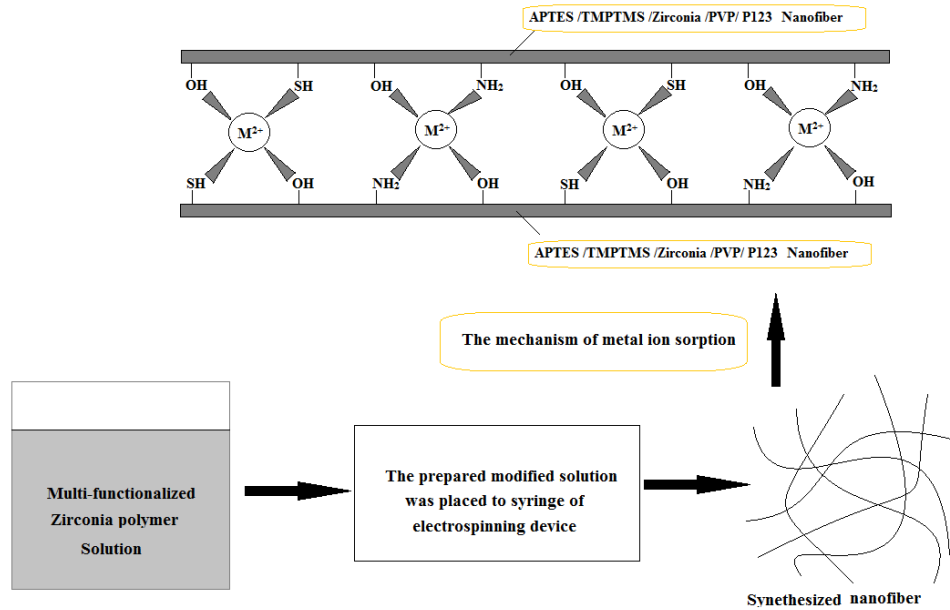 APTES /TMPTMS /Zirconia /PVP/ P123 Nanofiber
OH SH OH NH2 OH SH OH NH2
M2+ M2+ M2+ M2+
SH OH NH2 OH SH OH NH2 OH
APTES /TMPTMS /Zirconia /PVP/ P123 Nanofiber
The mechanism of metal ion sorption
Multi-functionalized
Zirconia polymer
Solution
The prepared modified solution
was placed to syringe of
electrospinning device
Synethesized nanofiber